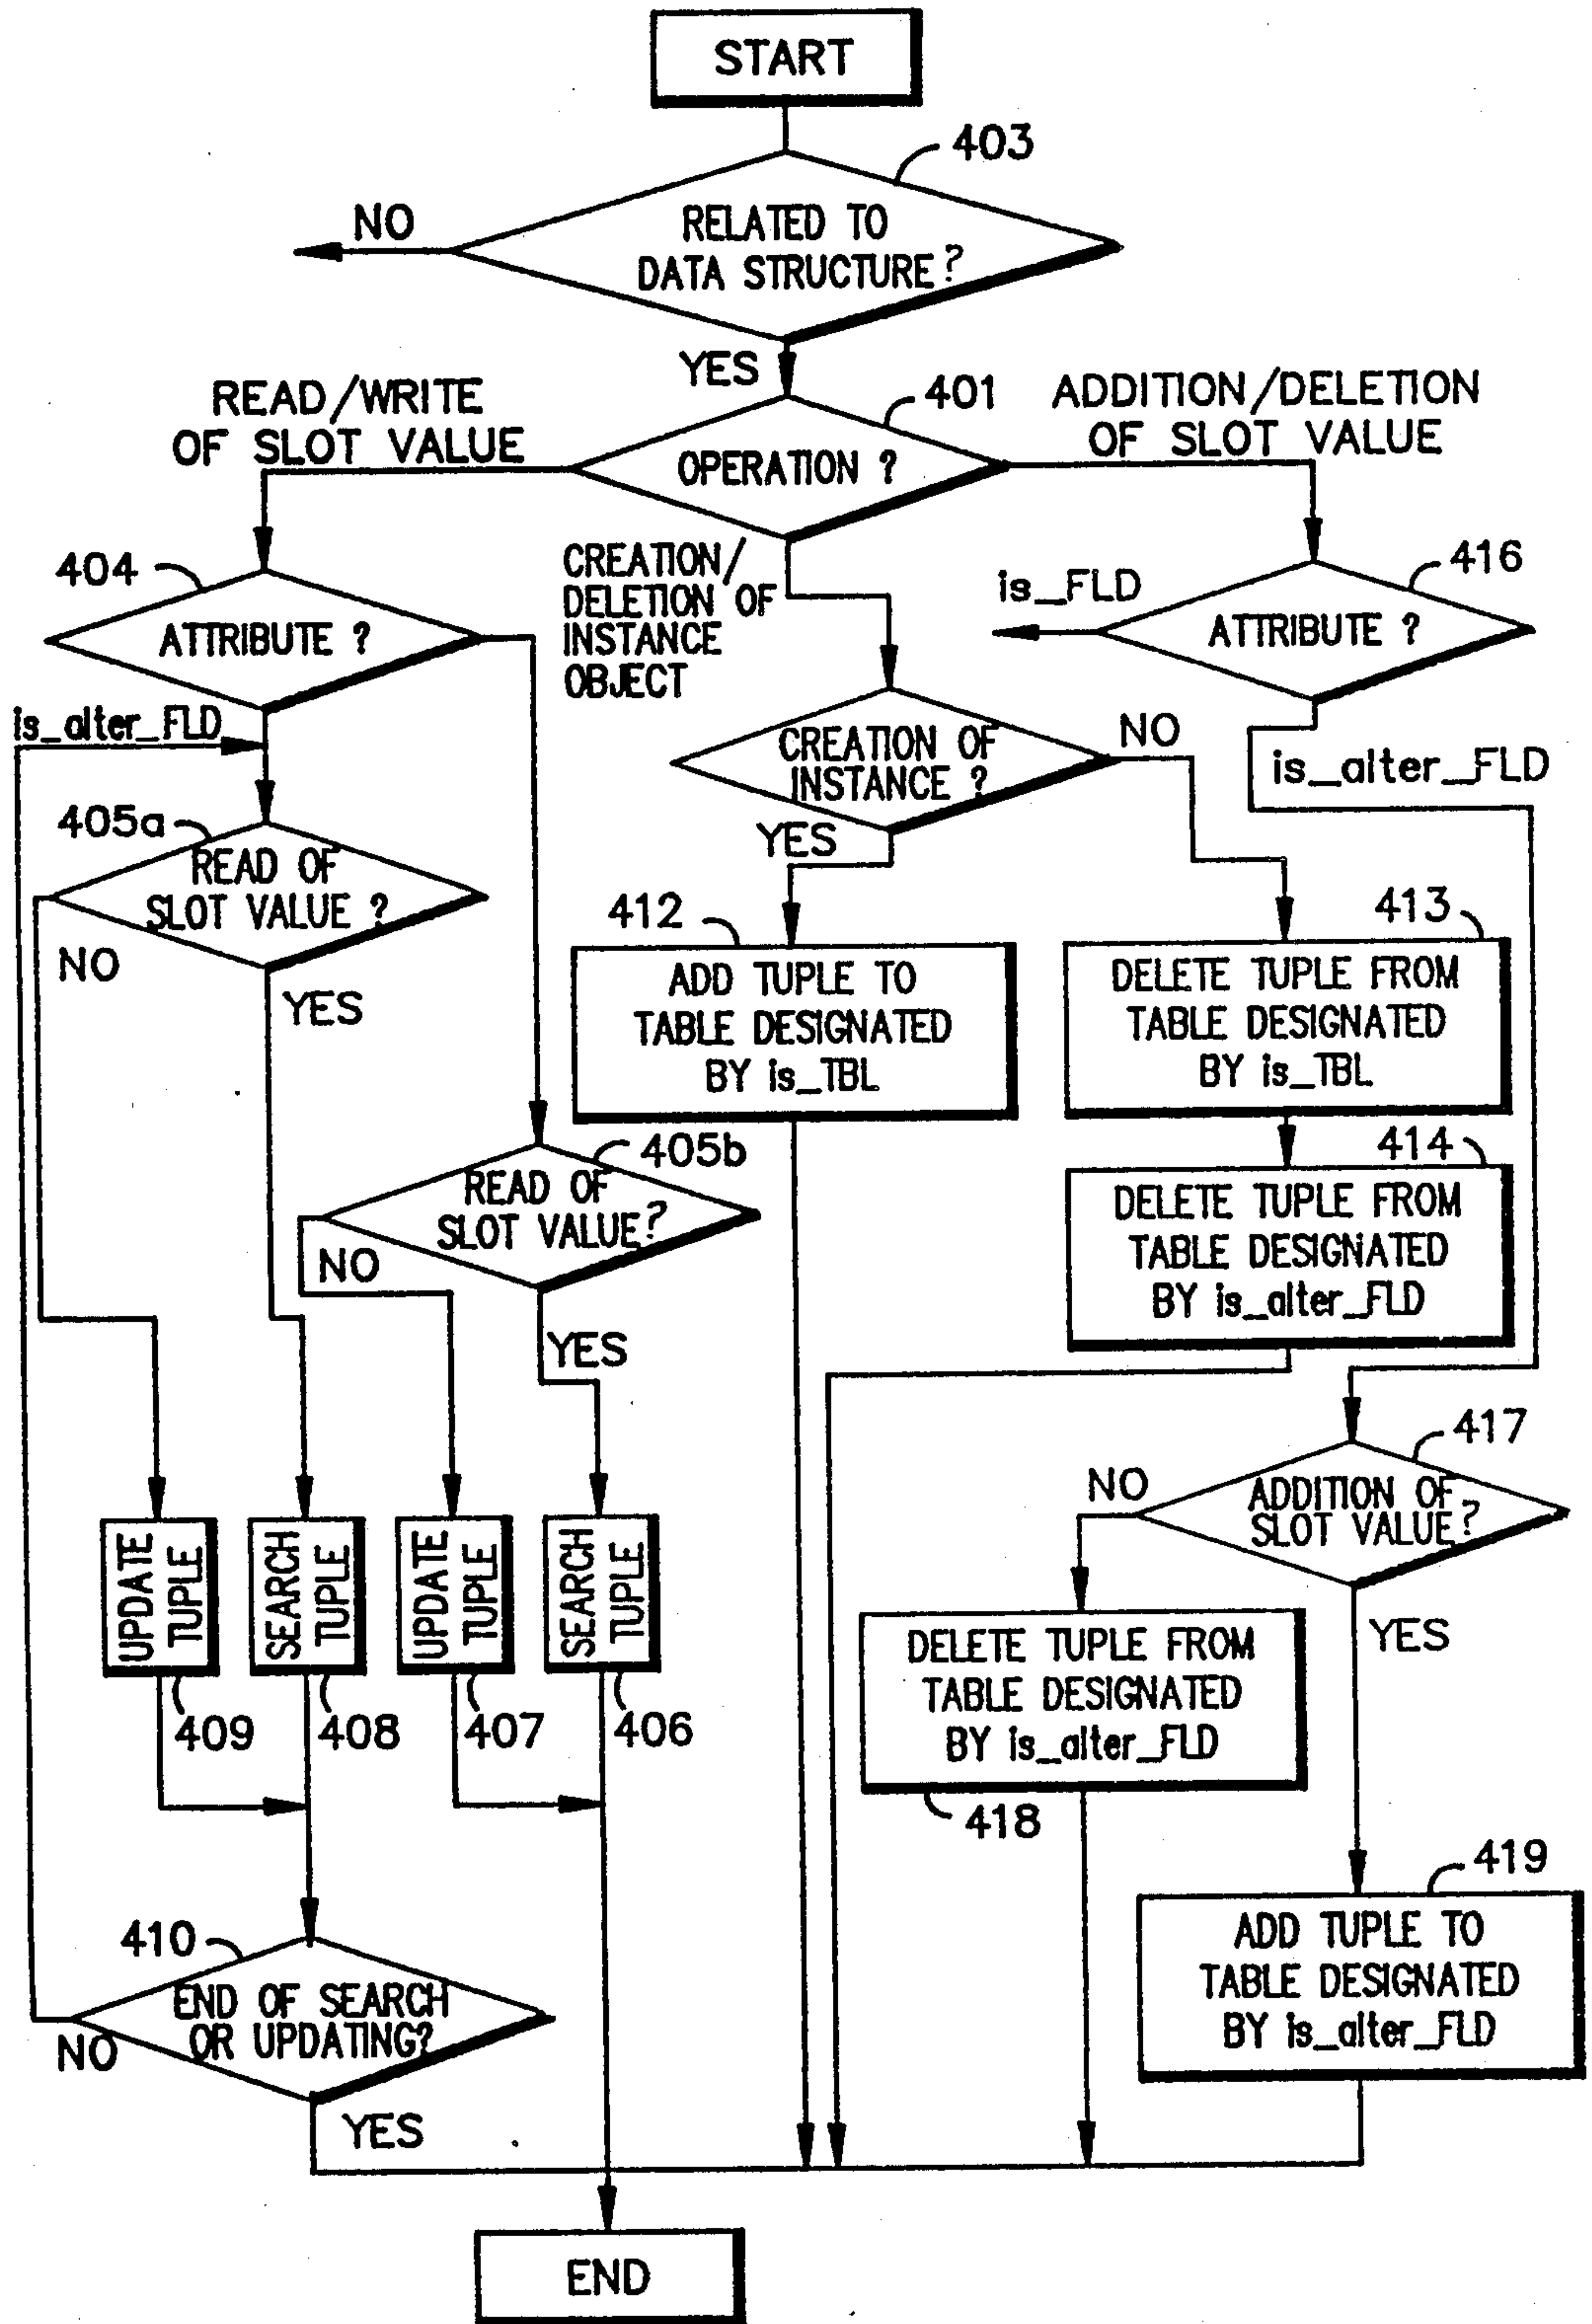 START
403
NO
RELATED TO
DATA STRUCTURE?
YES
READ/WRITE
OF SLOT VALUE
401
ADDITION/DELETION
OF SLOT VALUE
OPERATION ?
404
CREATION/
DELETION OF
INSTANCE
OBJECT
is_FLD
416
ATTRIBUTE ?
ATTRIBUTE ?
is_alter_FLD
CREATION OF
INSTANCE ?
NO
is_alter_FLD
405a
READ OF
SLOT VALUE ?
YES
NO
YES
412
ADD TUPLE TO
TABLE DESIGNATED
BY is_TBL
413
DELETE TUPLE FROM
TABLE DESIGNATED
BY is_TBL
405b
READ OF
SLOT VALUE?
NO
YES
414
DELETE TUPLE FROM
TABLE DESIGNATED
BY is_alter_FLD
417
NO
ADDITION OF
SLOT VALUE?
YES
UPDATE
TUPLE
SEARCH
TUPLE
UPDATE
TUPLE
SEARCH
TUPLE
409
408
407
406
DELETE TUPLE FROM
TABLE DESIGNATED
BY is_alter_FLD
418
419
ADD TUPLE TO
TABLE DESIGNATED
BY is_alter_FLD
410
END OF SEARCH
OR UPDATING?
NO
YES
END